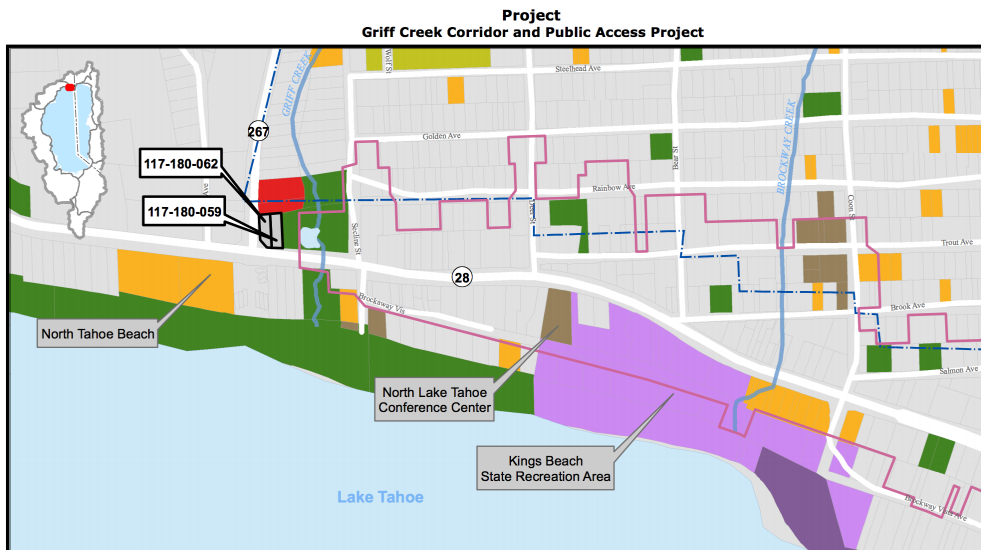 Project
Griff Creek Corridor and Public Access Project
Wolf St
Steelhead Ave
GRIFF CREEK
267
Golden Ave
BROCKWAY CREEK
Bear St
117-180-062
Rainbow Ave
Ave
117-180-059
Coon St
Secline St
Trout Ave
28
Brockway Vis
Brook Ave
North Tahoe Beach
Salmon Ave
North Lake Tahoe
Conference Center
Kings Beach
State Recreation Area
Lake Tahoe
Brockway Vista Ave